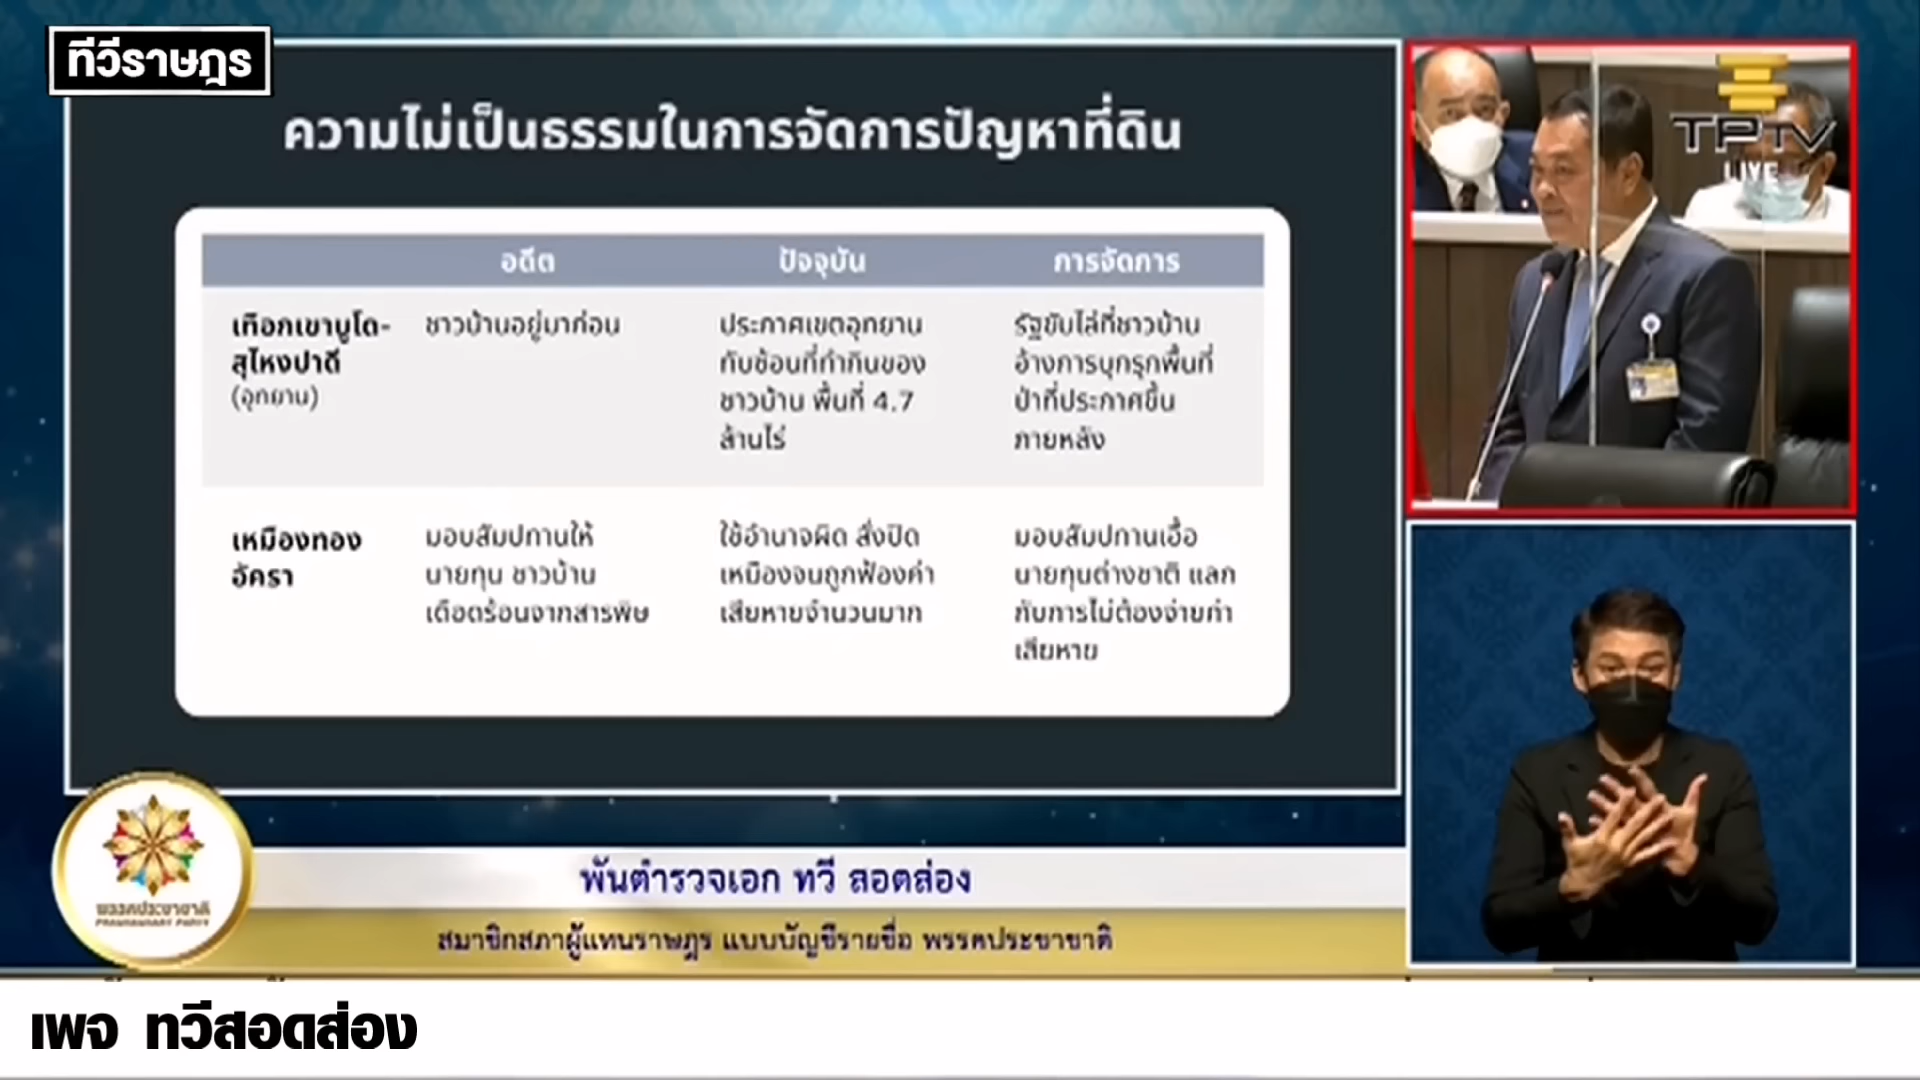 ทีวีราษฎร
ความไม่เป็นธรรมในการจัดการปัญหาที่ดิน
อดีต ปัจจุบัน การจัดการ
เทือกเขาบูโด-
สุไหงปาดี
(อุทยาน)
ชาวบ้านอยู่มาก่อน
ประกาศเขตอุทยาน
ทับซ้อนที่ทำกินของ
ชาวบ้าน พื้นที่ 4.7
ล้านไร่
รัฐขับไล่ที่ชาวบ้าน
อ้างการบุกรุกพื้นที่
ป่าที่ประกาศขึ้น
ภายหลัง
เหมืองทอง
อัครา
มอบสัมปทานให้
นายทุน ชาวบ้าน
เดือดร้อนจากสารพิษ
ใช้อำนาจผิด สั่งปิด
เหมืองจนถูกฟ้องค่า
เสียหายจำนวนมาก
มอบสัมปทานเอื้อ
นายทุนต่างชาติ แลก
กับการไม่ต้องจ่ายค่า
เสียหาย
TPTV
LIVE
พรรคประชาชาติ
PRACHACHART PARTY
พันตำรวจเอก ทวี สอดส่อง
สมาชิกสภาผู้แทนราษฎร แบบบัญชีรายชื่อ พรรคประชาชาติ
เพจ ทวีสอดส่อง